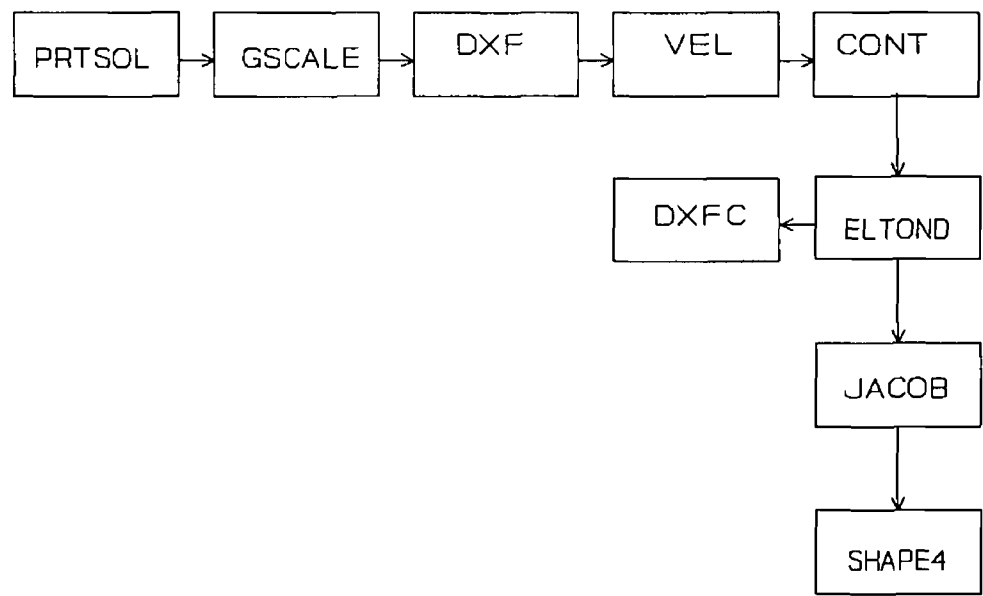 PRTSOL
GSCALE
DXF
VEL
CONT
DXFC
ELTOND
JACOB
SHAPE4